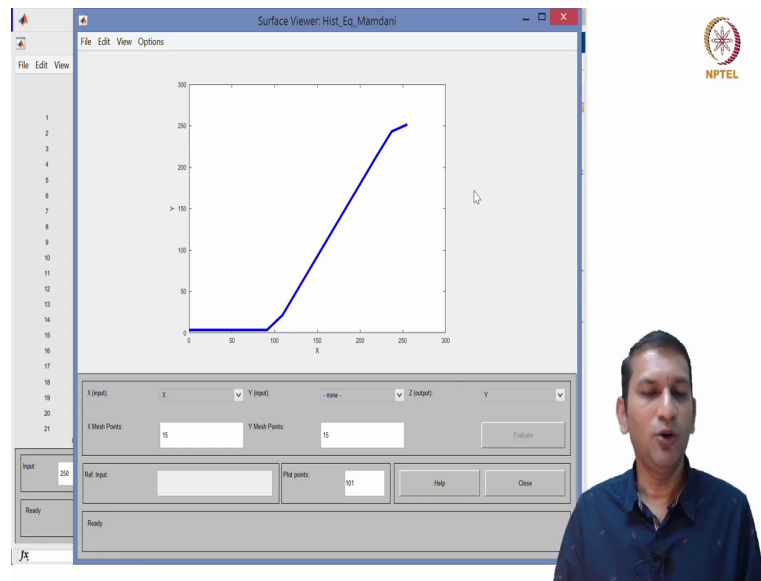 Surface Viewer: Hist_Eq_Mamdani
File Edit View Options
NPTEL
File Edit View
1
2
3
4
5
6
7
8
9
10
11
12
13
14
15
16
17
18
19
20
21
Input:
250
Ready
fx
300
250
200
150
100
50
0
Y
0 50 100 150 200 250 300
X
X (input): X Y (input): - none - Z (output): Y
X Mesh Points: 15 Y Mesh Points: 15 Evaluate
Ref. Input: Plot points: 101 Help Close
Ready